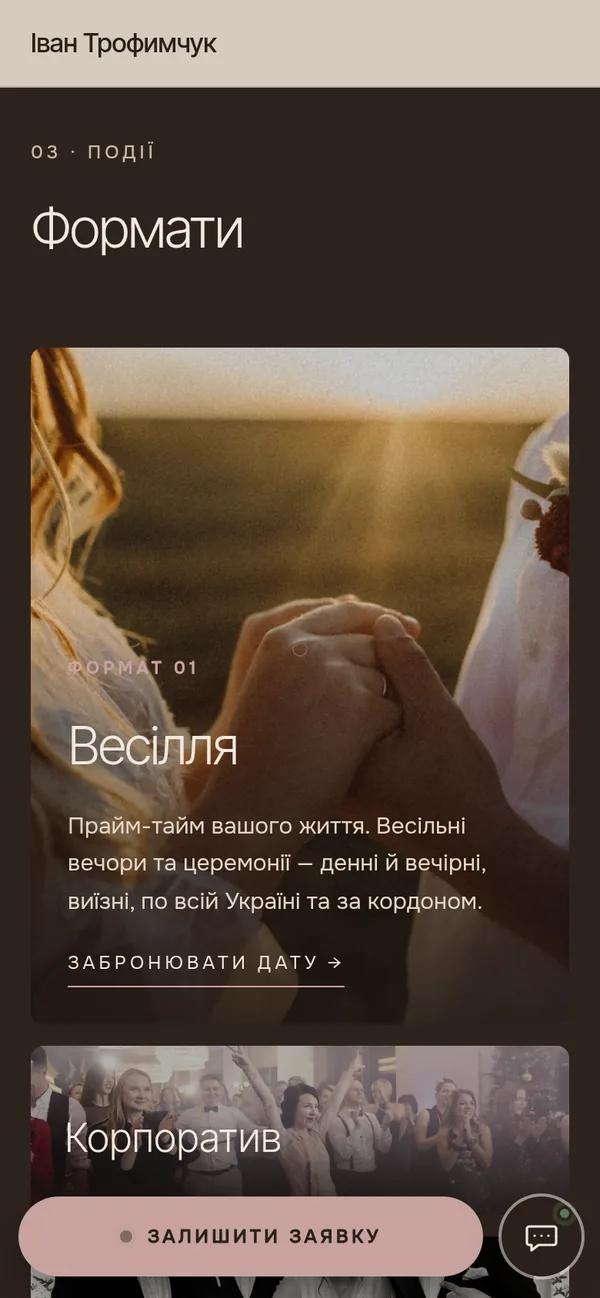 Іван Трофимчук
03 · ПОДІЇ
Формати
ФОРМАТ 01
Весілля
Прайм-тайм вашого життя. Весільні
вечори та церемонії — денні й вечірні,
виїзні, по всій Україні та за кордоном.
ЗАБРОНЮВАТИ ДАТУ →
Корпоратив
ЗАЛИШИТИ ЗАЯВКУ